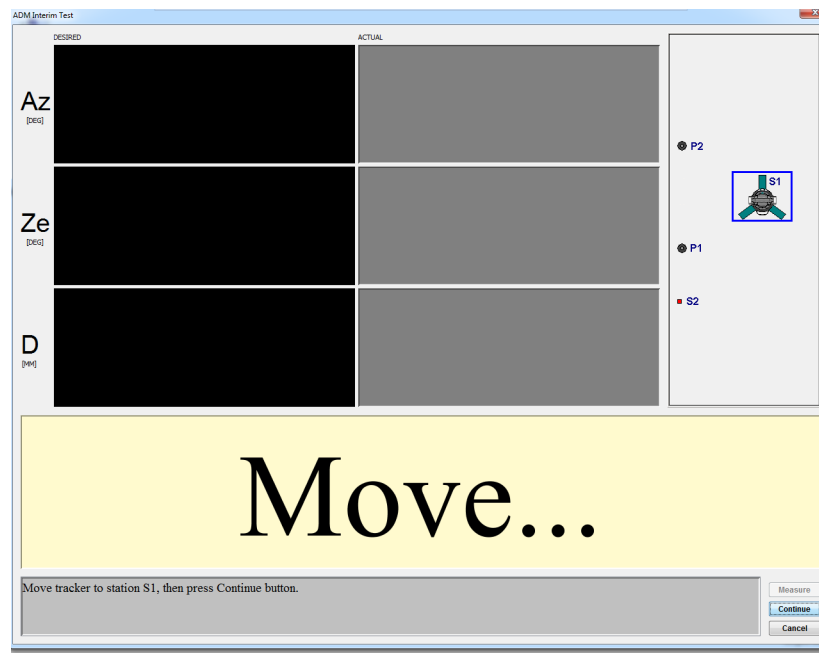 ADM Interim Test
DESIRED
ACTUAL
Az
[DEG]
Ze
[DEG]
D
[MM]
P2
S1
P1
S2
Move...
Move tracker to station S1, then press Continue button.
Measure
Continue
Cancel